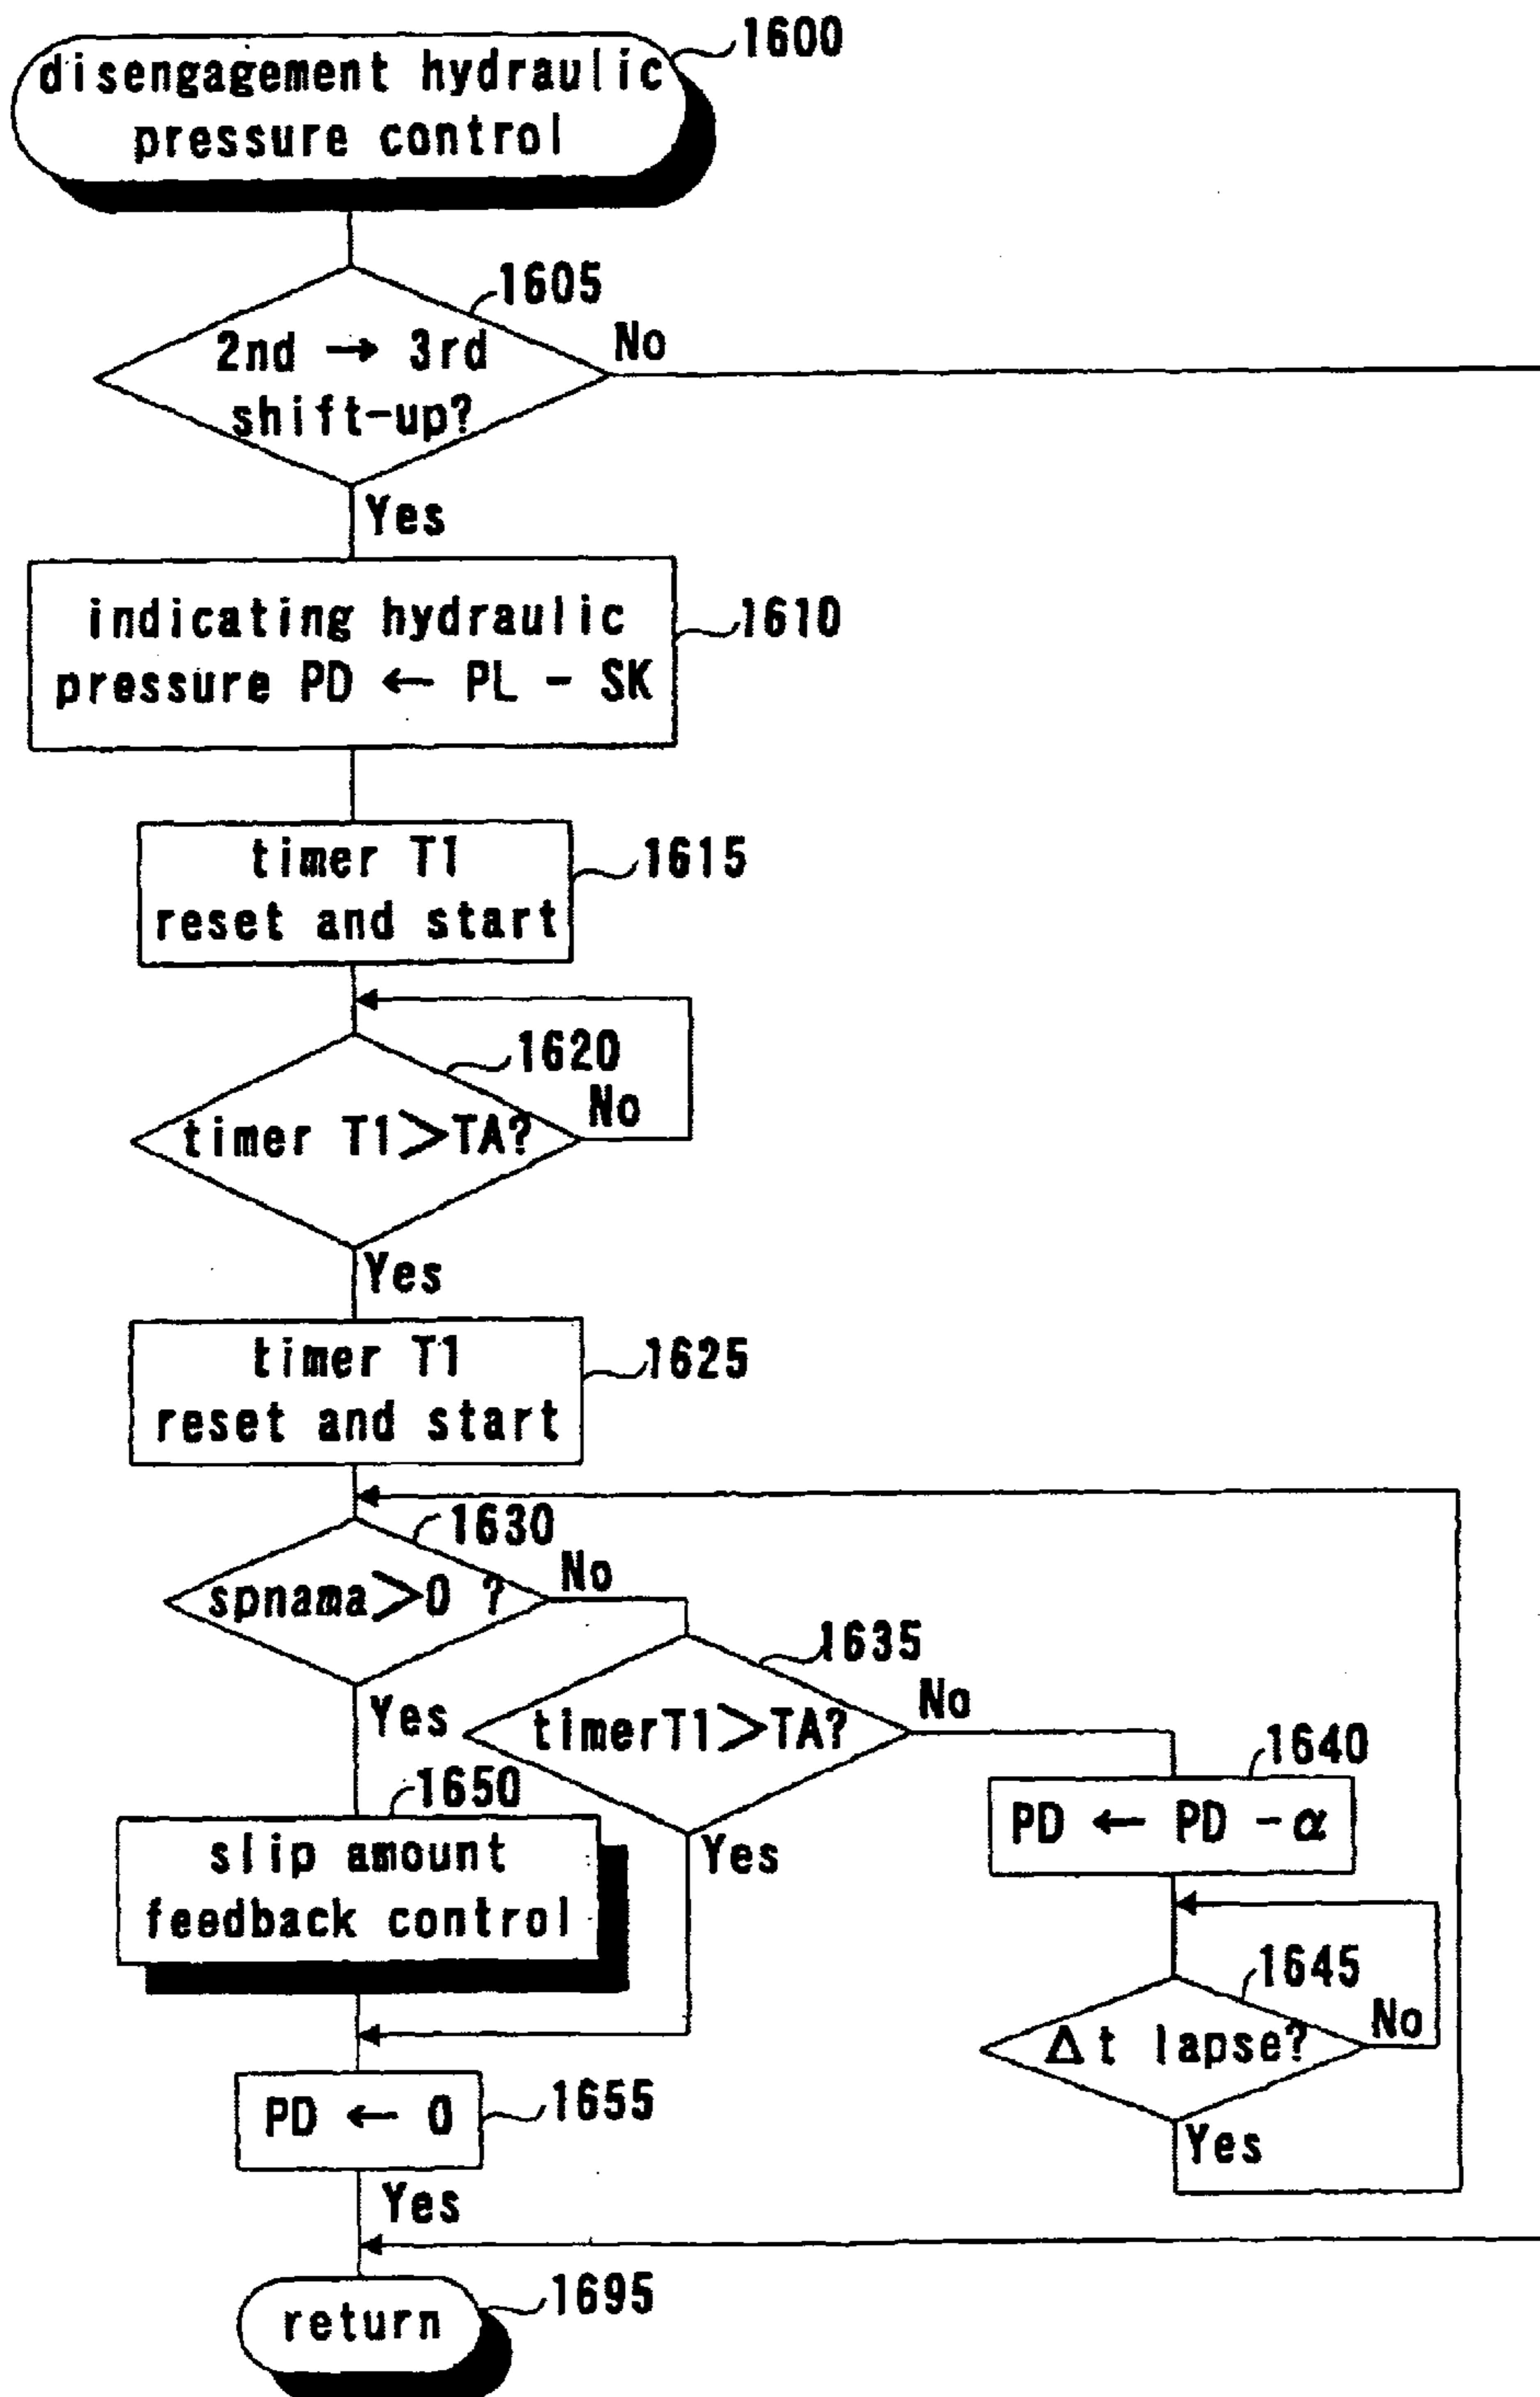 1600
disengagement hydraulic
pressure control
1605
2nd → 3rd
shift-up?
No
Yes
indicating hydraulic
pressure PD ← PL - SK
1610
timer T1
reset and start
1615
1620
timer T1>TA?
No
Yes
timer T1
reset and start
1625
1630
spnama>0 ?
No
Yes
1635
timerT1>TA?
No
Yes
1640
PD ← PD -α
1650
slip amount
feedback control
1645
Δt lapse?
No
Yes
PD ← 0
1655
Yes
return
1695